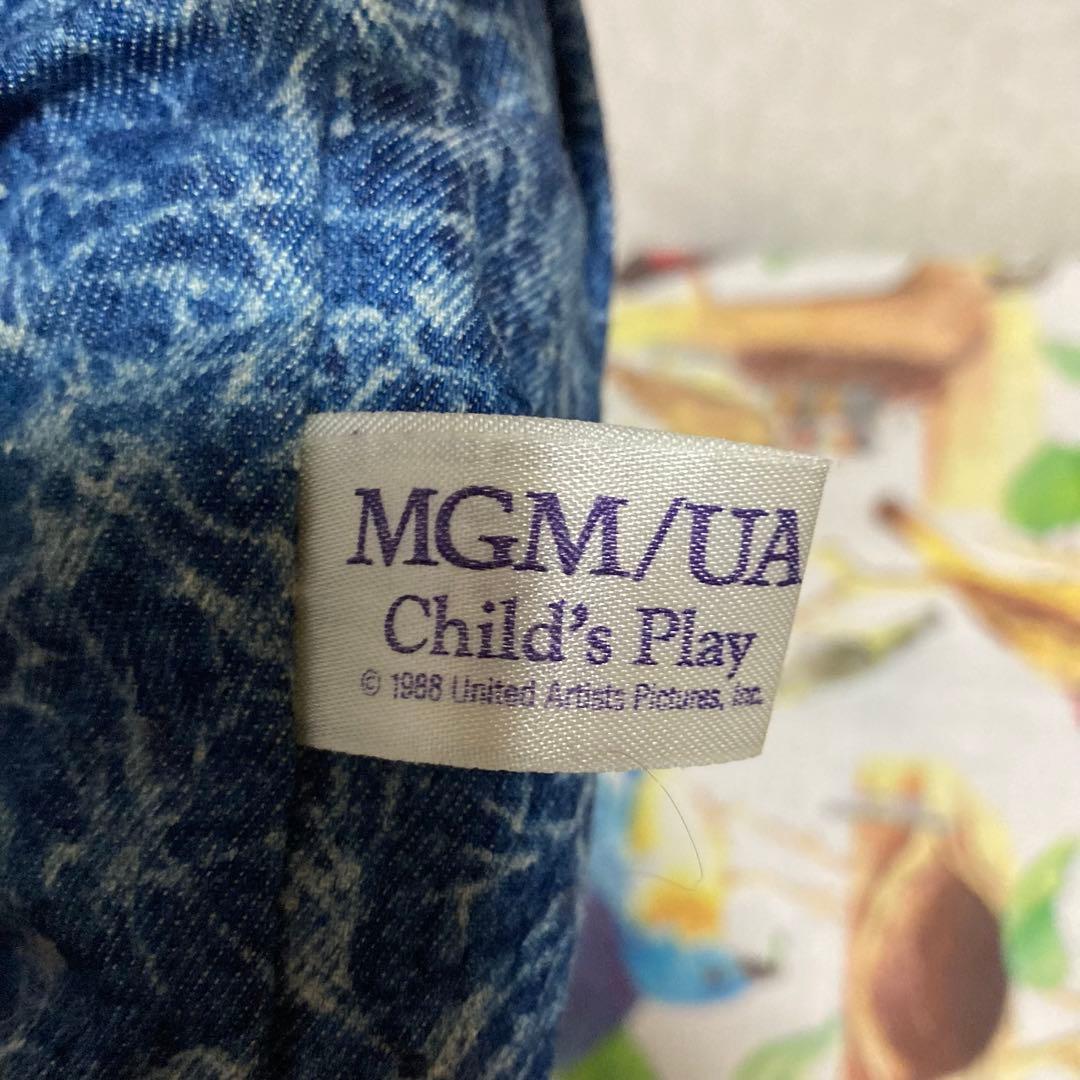 MGM/UA
Child's Play
© 1988 United Artists Pictures, Inc.